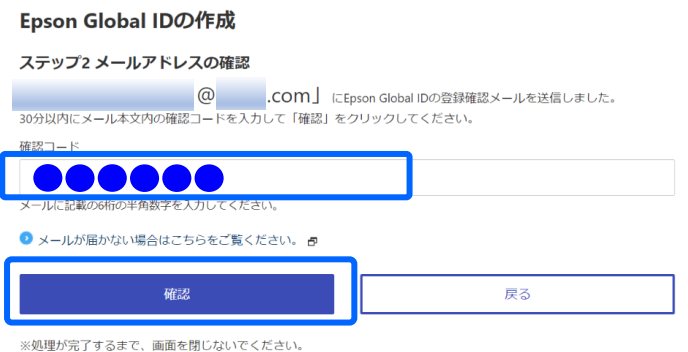 Epson Global IDの作成
ステップ2 メールアドレスの確認
@ .com」にEpson Global IDの登録確認メールを送信しました。
30分以内にメール本文内の確認コードを入力して「確認」をクリックしてください。
確認コード
メールに記載の6桁の半角数字を入力してください。
メールが届かない場合はこちらをご覧ください。
確認
戻る
※処理が完了するまで、画面を閉じないでください。